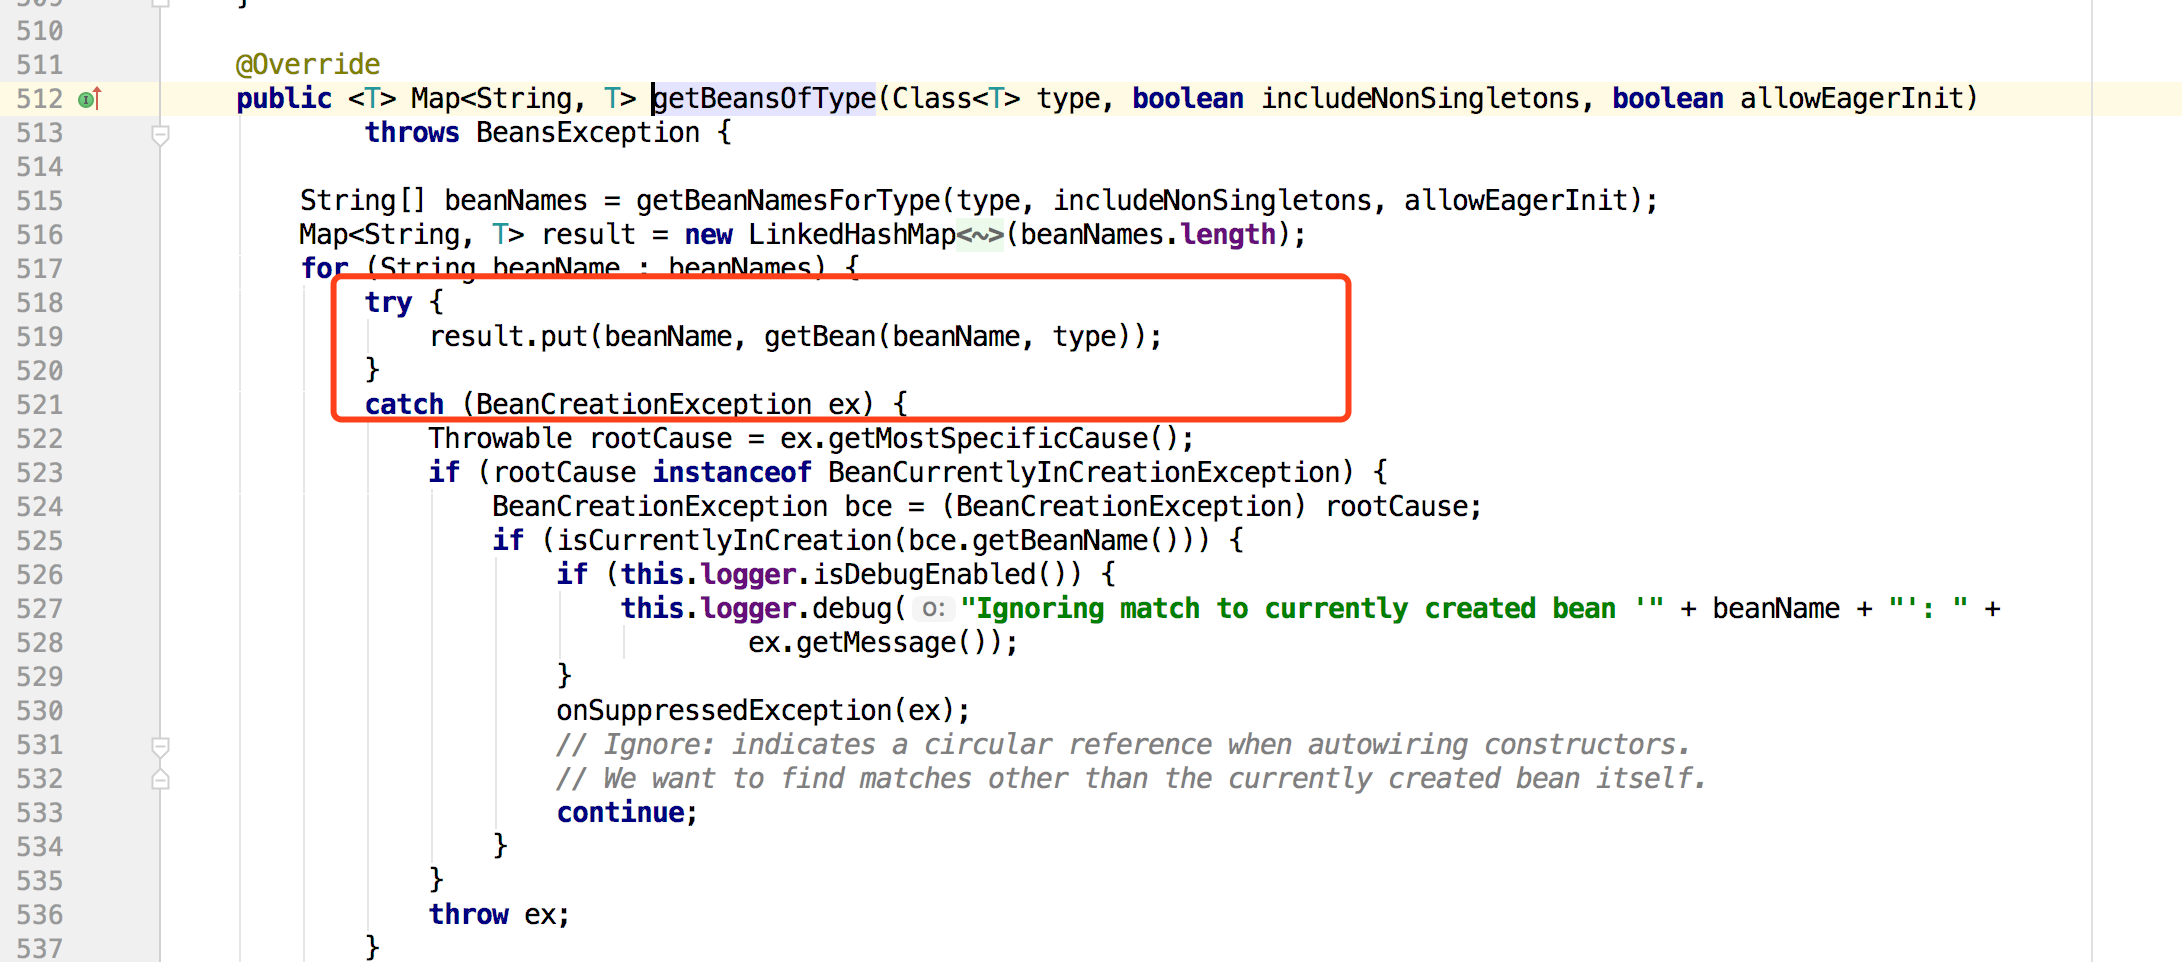 509 }
510
511 @Override
512 public <T> Map<String, T> getBeansOfType(Class<T> type, boolean includeNonSingletons, boolean allowEagerInit)
513 throws BeansException {
514
515 String[] beanNames = getBeanNamesForType(type, includeNonSingletons, allowEagerInit);
516 Map<String, T> result = new LinkedHashMap<~>(beanNames.length);
517 for (String beanName : beanNames) {
518 try {
519 result.put(beanName, getBean(beanName, type));
520 }
521 catch (BeanCreationException ex) {
522 Throwable rootCause = ex.getMostSpecificCause();
523 if (rootCause instanceof BeanCurrentlyInCreationException) {
524 BeanCreationException bce = (BeanCreationException) rootCause;
525 if (isCurrentlyInCreation(bce.getBeanName())) {
526 if (this.logger.isDebugEnabled()) {
527 this.logger.debug( o: "Ignoring match to currently created bean '" + beanName + "': " +
528 ex.getMessage());
529 }
530 onSuppressedException(ex);
531 // Ignore: indicates a circular reference when autowiring constructors.
532 // We want to find matches other than the currently created bean itself.
533 continue;
534 }
535 }
536 throw ex;
537 }